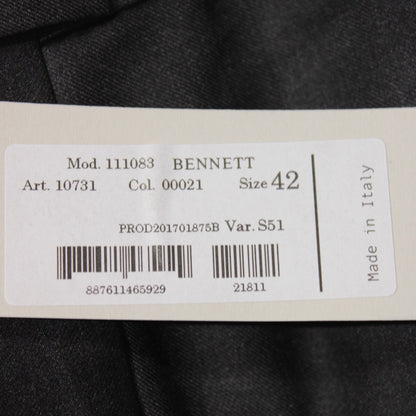 Mod. 111083 BENNETT
Art. 10731 Col. 00021 Size 42
PROD201701875B Var. S51
887611465929 21811
Made in Italy